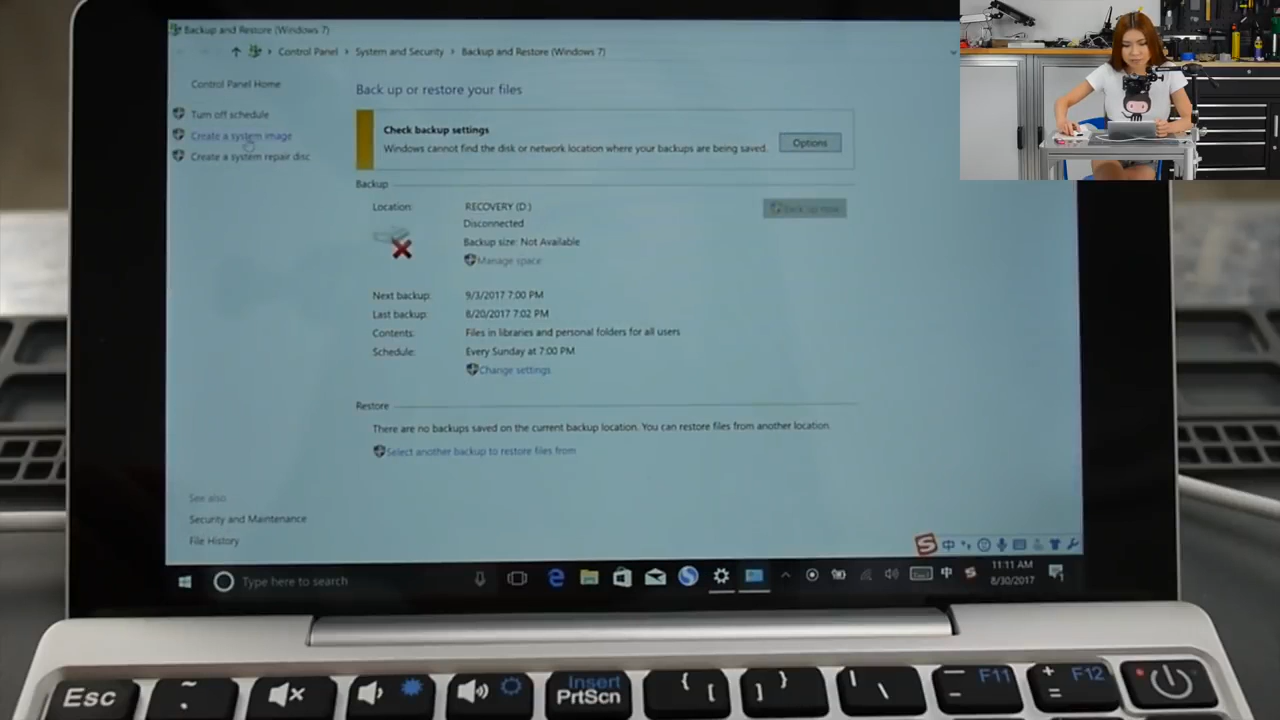 Backup and Restore (Windows 7)
Control Panel > System and Security > Backup and Restore (Windows 7)
Control Panel Home
Turn off schedule
Create a system image
Create a system repair disc
Back up or restore your files
Check backup settings
Windows cannot find the disk or network location where your backups are being saved.
Options
Backup
Location:
RECOVERY (D:)
Disconnected
Backup size: Not Available
Manage space
Back up now
Next backup:
9/3/2017 7:00 PM
Last backup:
8/20/2017 7:02 PM
Contents:
Files in libraries and personal folders for all users
Schedule:
Every Sunday at 7:00 PM
Change settings
Restore
There are no backups saved on the current backup location. You can restore files from another location.
Select another backup to restore files from
See also
Security and Maintenance
File History
S 中
Type here to search
中
11:11 AM
8/30/2017
Esc
~
Insert
PrtScn
{ [
] }
| \
— F11
-
+ F12
=